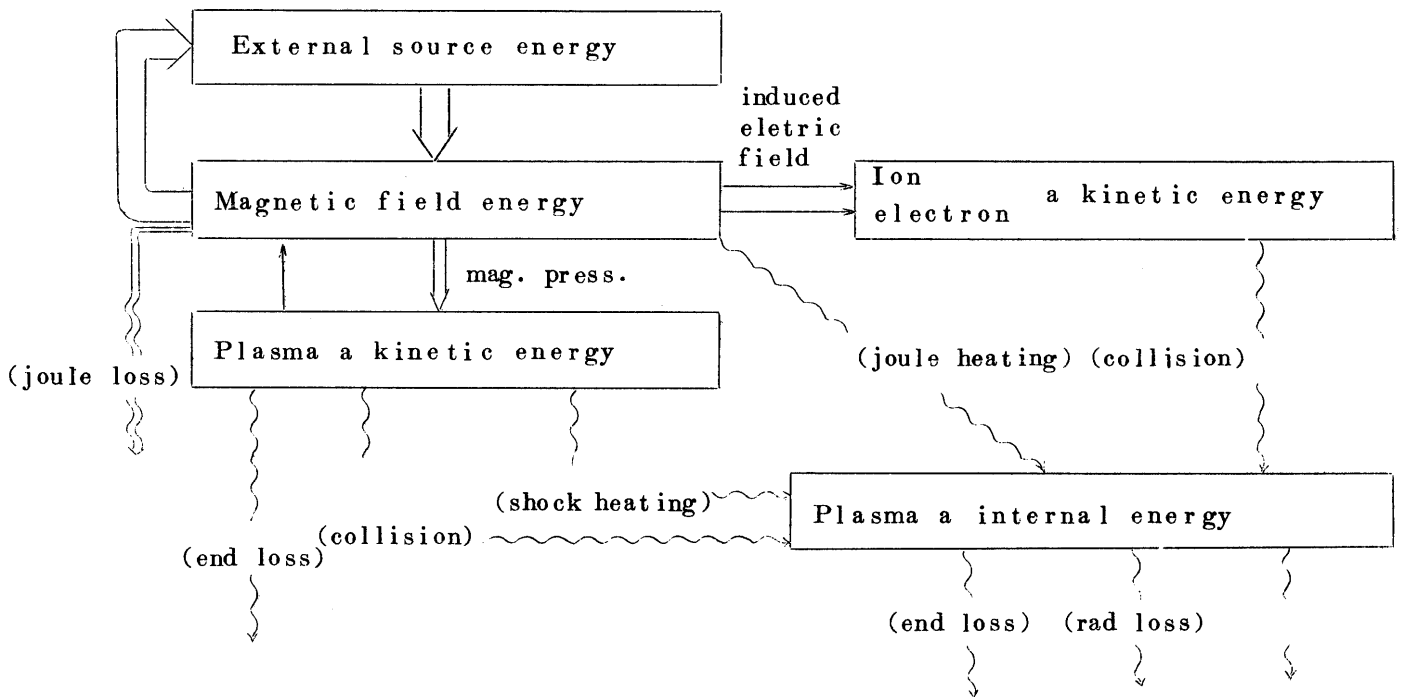 External source energy
induced
eletric
field
Magnetic field energy
Ion
electron
a kinetic energy
mag. press.
Plasma a kinetic energy
(joule loss)
(joule heating) (collision)
(shock heating)
Plasma a internal energy
(collision)
(end loss)
(end loss) (rad loss)